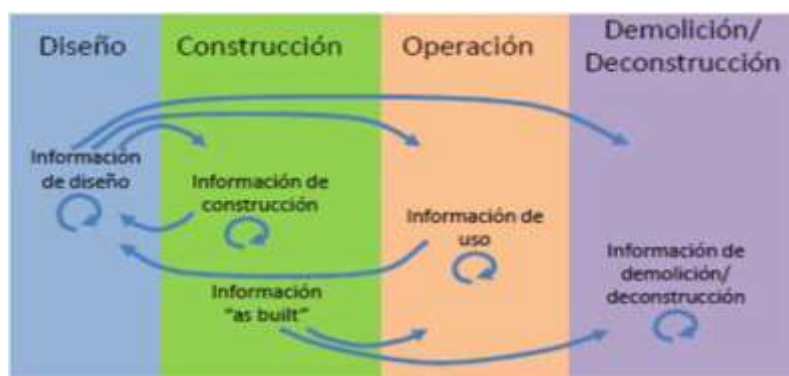 Diseño
Construcción
Operación
Demolición/
Deconstrucción
Información
de diseño
Información de
construcción
Información de
uso
Información de
demolición/
deconstrucción
Información
"as built"